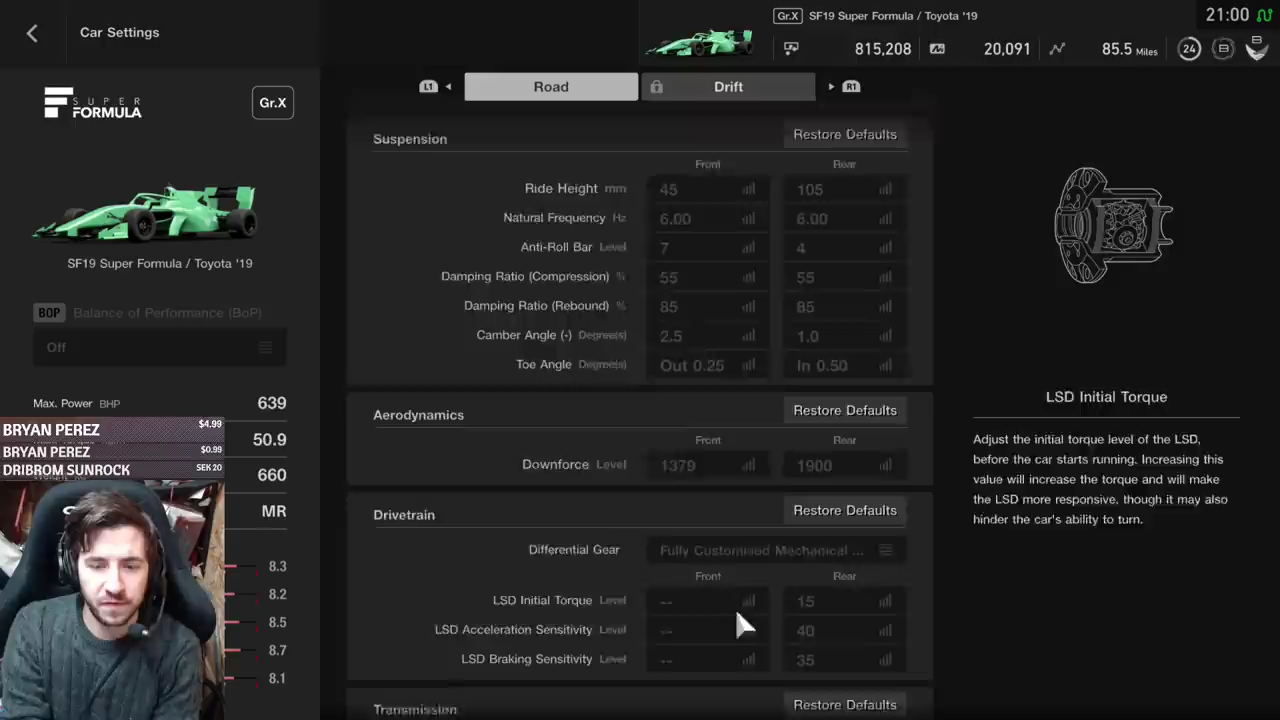 Car Settings
Gr.X SF19 Super Formula / Toyota '19
21:00
815,208 20,091 85.5 Miles 24 B B
SUPER
FORMULA
Gr.X
SF19 Super Formula / Toyota '19
BOP Balance of Performance (BoP)
Off
Max. Power BHP 639
50.9
660
MR
8.3
8.2
8.5
8.7
8.1
BRYAN PEREZ $4.99
BRYAN PEREZ $0.99
DRIBROM SUNROCK SEK 20
L1 Road Drift R1
Suspension Restore Defaults
Front Rear
Ride Height mm 45 105
Natural Frequency Hz 6.00 6.00
Anti-Roll Bar Level 7 4
Damping Ratio (Compression) % 55 55
Damping Ratio (Rebound) % 85 85
Camber Angle (-) Degree(s) 2.5 1.0
Toe Angle Degree(s) Out 0.25 In 0.50
Aerodynamics Restore Defaults
Front Rear
Downforce Level 1379 1900
Drivetrain Restore Defaults
Differential Gear Fully Customised Mechanical ...
Front Rear
LSD Initial Torque Level -- 15
LSD Acceleration Sensitivity Level -- 40
LSD Braking Sensitivity Level -- 35
Transmission Restore Defaults
LSD Initial Torque
Adjust the initial torque level of the LSD,
before the car starts running. Increasing this
value will increase the torque and will make
the LSD more responsive, though it may also
hinder the car's ability to turn.